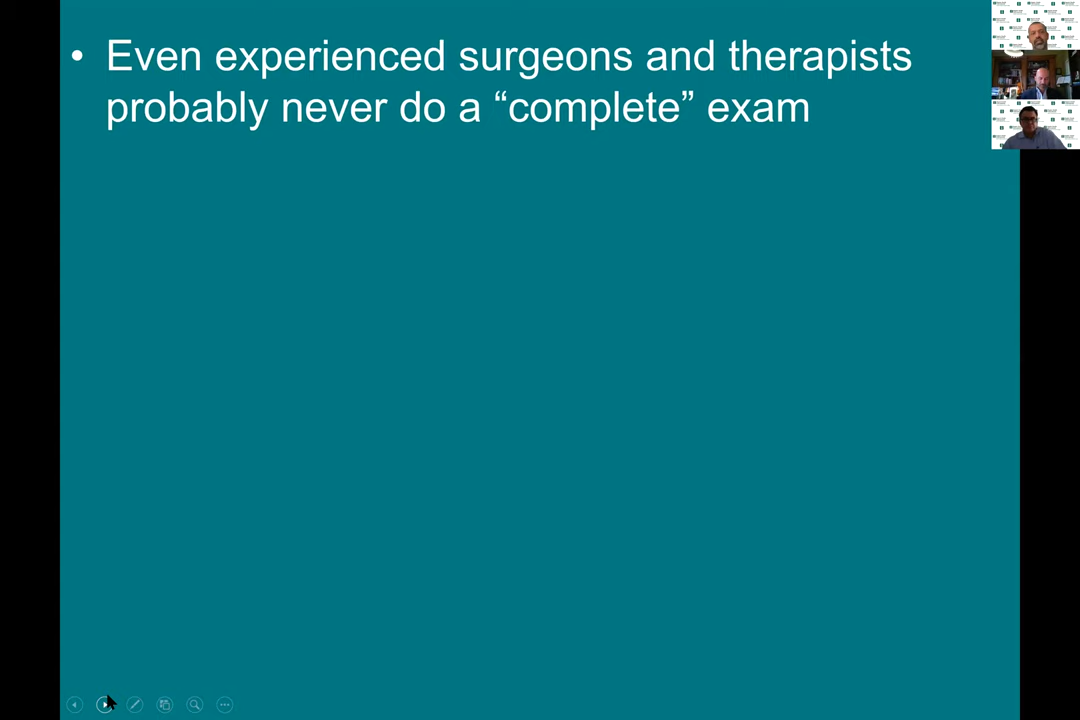 • Even experienced surgeons and therapists
probably never do a “complete” exam